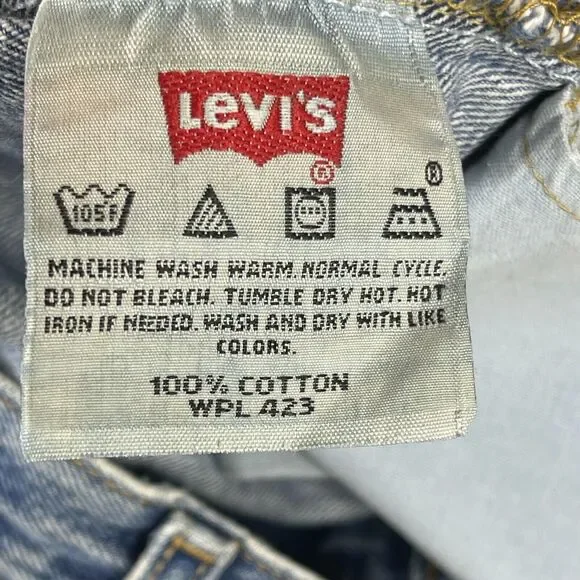 Levi's
®
®
105F
MACHINE WASH WARM. NORMAL CYCLE.
DO NOT BLEACH. TUMBLE DRY HOT. HOT
IRON IF NEEDED. WASH AND DRY WITH LIKE
COLORS.
100% COTTON
WPL 423